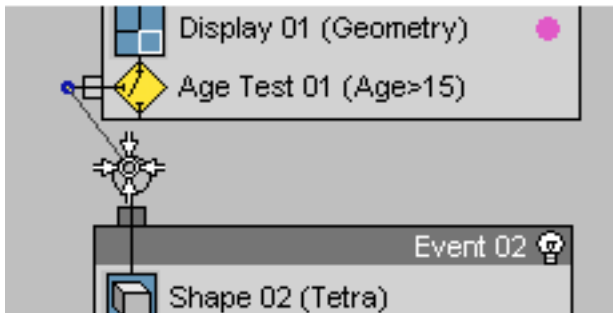 Display 01 (Geometry)
Age Test 01 (Age>15)
Event 02
Shape 02 (Tetra)